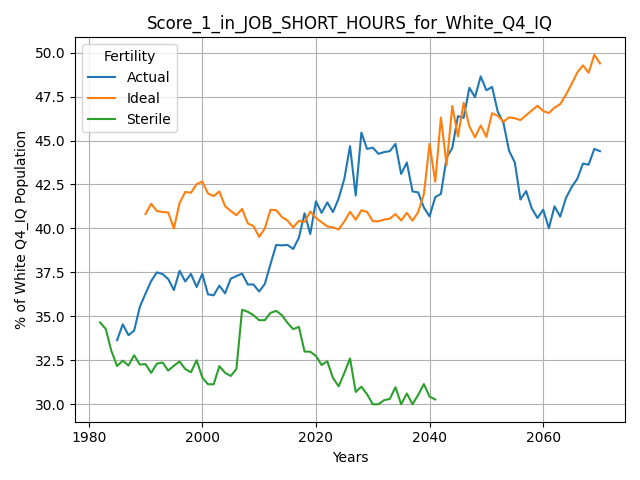 Score_1_in_JOB_SHORT_HOURS_for_White_Q4_IQ
% of White Q4_IQ Population
50.0
47.5
45.0
42.5
40.0
37.5
35.0
32.5
30.0
Fertility
Actual
Ideal
Sterile
1980 2000 2020 2040 2060
Years